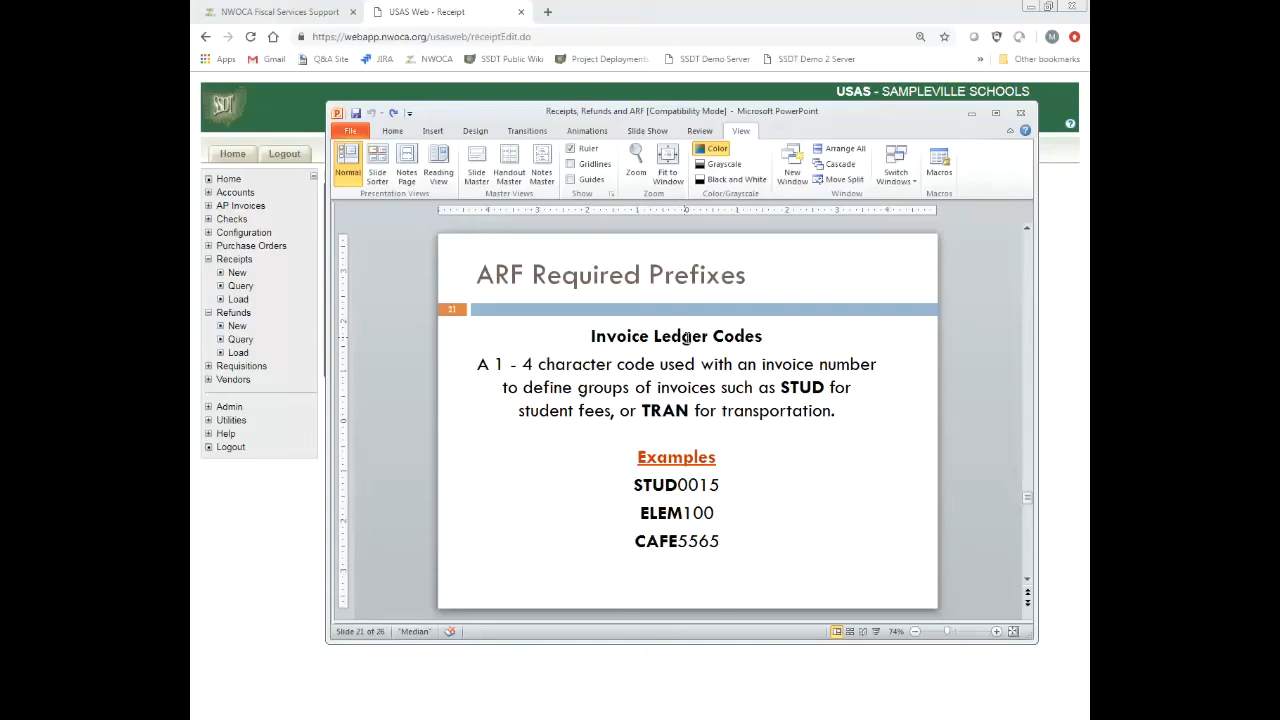 NWOCA Fiscal Services Support
USAS Web - Receipt
https://webapp.nwoca.org/usasweb/receiptEdit.do
Apps Gmail Q&A Site JIRA NWOCA SSDT Public Wiki Project Deployments SSDT Demo Server SSDT Demo 2 Server » Other bookmarks
M
SSDT
USAS - SAMPLEVILLE SCHOOLS
Home Logout
Home
Accounts
AP Invoices
Checks
Configuration
Purchase Orders
Receipts
New
Query
Load
Refunds
New
Query
Load
Requisitions
Vendors
Admin
Utilities
Help
Logout
Receipts, Refunds and ARF [Compatibility Mode] - Microsoft PowerPoint
File Home Insert Design Transitions Animations Slide Show Review View
Normal
Slide Sorter
Notes Page
Reading View
Presentation Views
Slide Master
Handout Master
Notes Master
Master Views
Ruler
Gridlines
Guides
Show
Zoom
Fit to Window
Zoom
Color
Grayscale
Black and White
Color/Grayscale
New Window
Arrange All
Cascade
Move Split
Switch Windows
Window
Macros
Macros
ARF Required Prefixes
21
Invoice Ledger Codes
A 1 - 4 character code used with an invoice number
to define groups of invoices such as STUD for
student fees, or TRAN for transportation.
Examples
STUD0015
ELEM100
CAFE5565
Slide 21 of 26 "Median" 74%